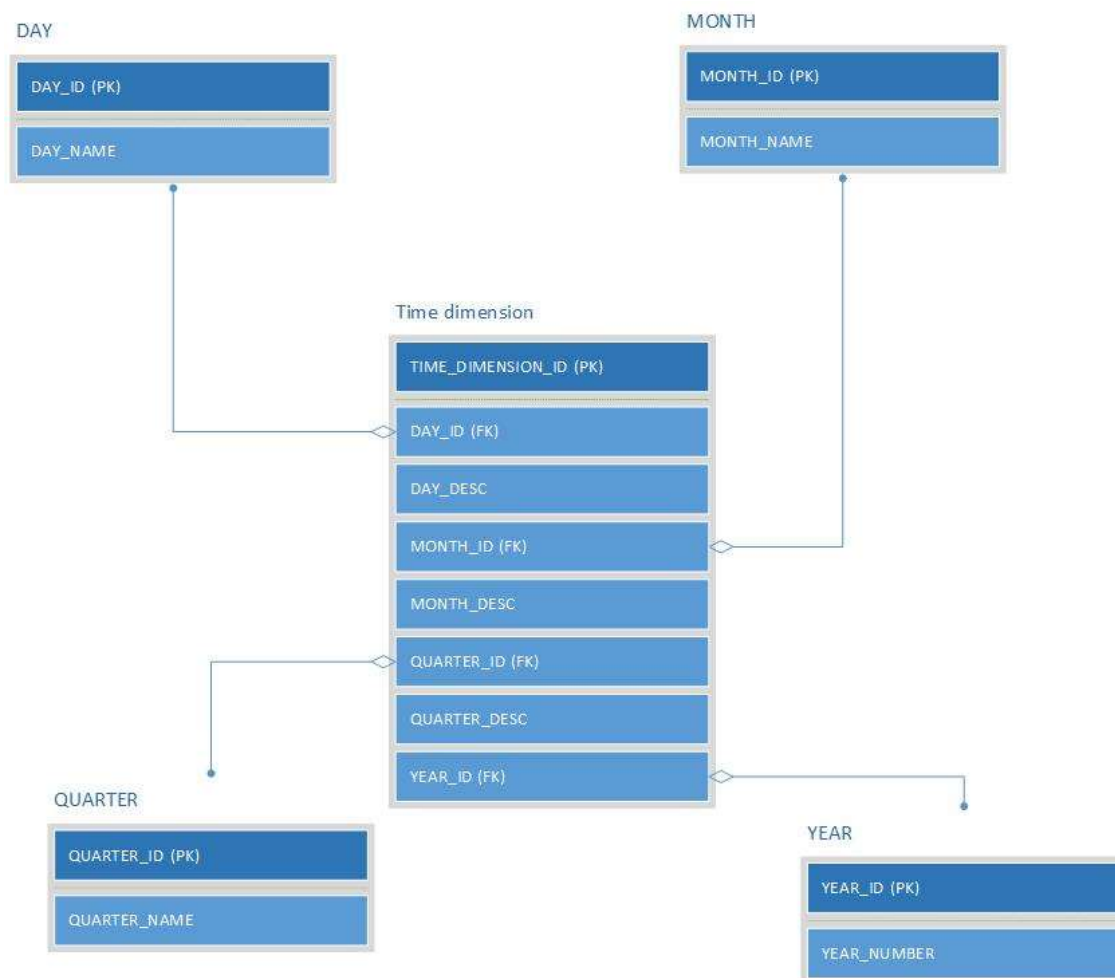 DAY
DAY_ID (PK)
DAY_NAME
MONTH
MONTH_ID (PK)
MONTH_NAME
Time dimension
TIME_DIMENSION_ID (PK)
DAY_ID (FK)
DAY_DESC
MONTH_ID (FK)
MONTH_DESC
QUARTER_ID (FK)
QUARTER_DESC
YEAR_ID (FK)
QUARTER
QUARTER_ID (PK)
QUARTER_NAME
YEAR
YEAR_ID (PK)
YEAR_NUMBER